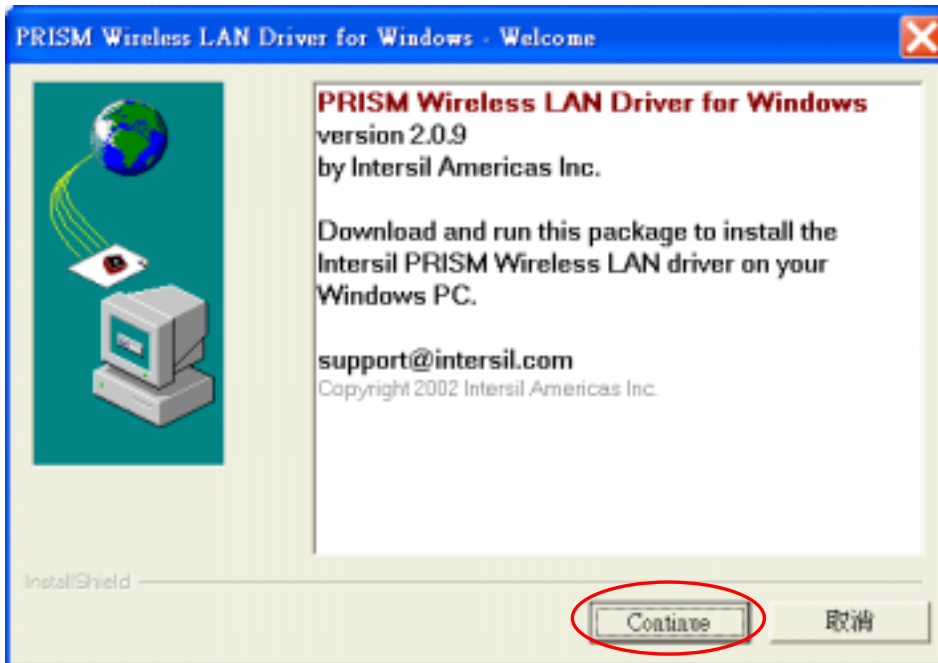 PRISM Wireless LAN Driver for Windows - Welcome
PRISM Wireless LAN Driver for Windows
version 2.0.9
by Intersil Americas Inc.
Download and run this package to install the
Intersil PRISM Wireless LAN driver on your
Windows PC.
support@intersil.com
Copyright 2002 Intersil Americas Inc.
InstallShield
Continue
取消